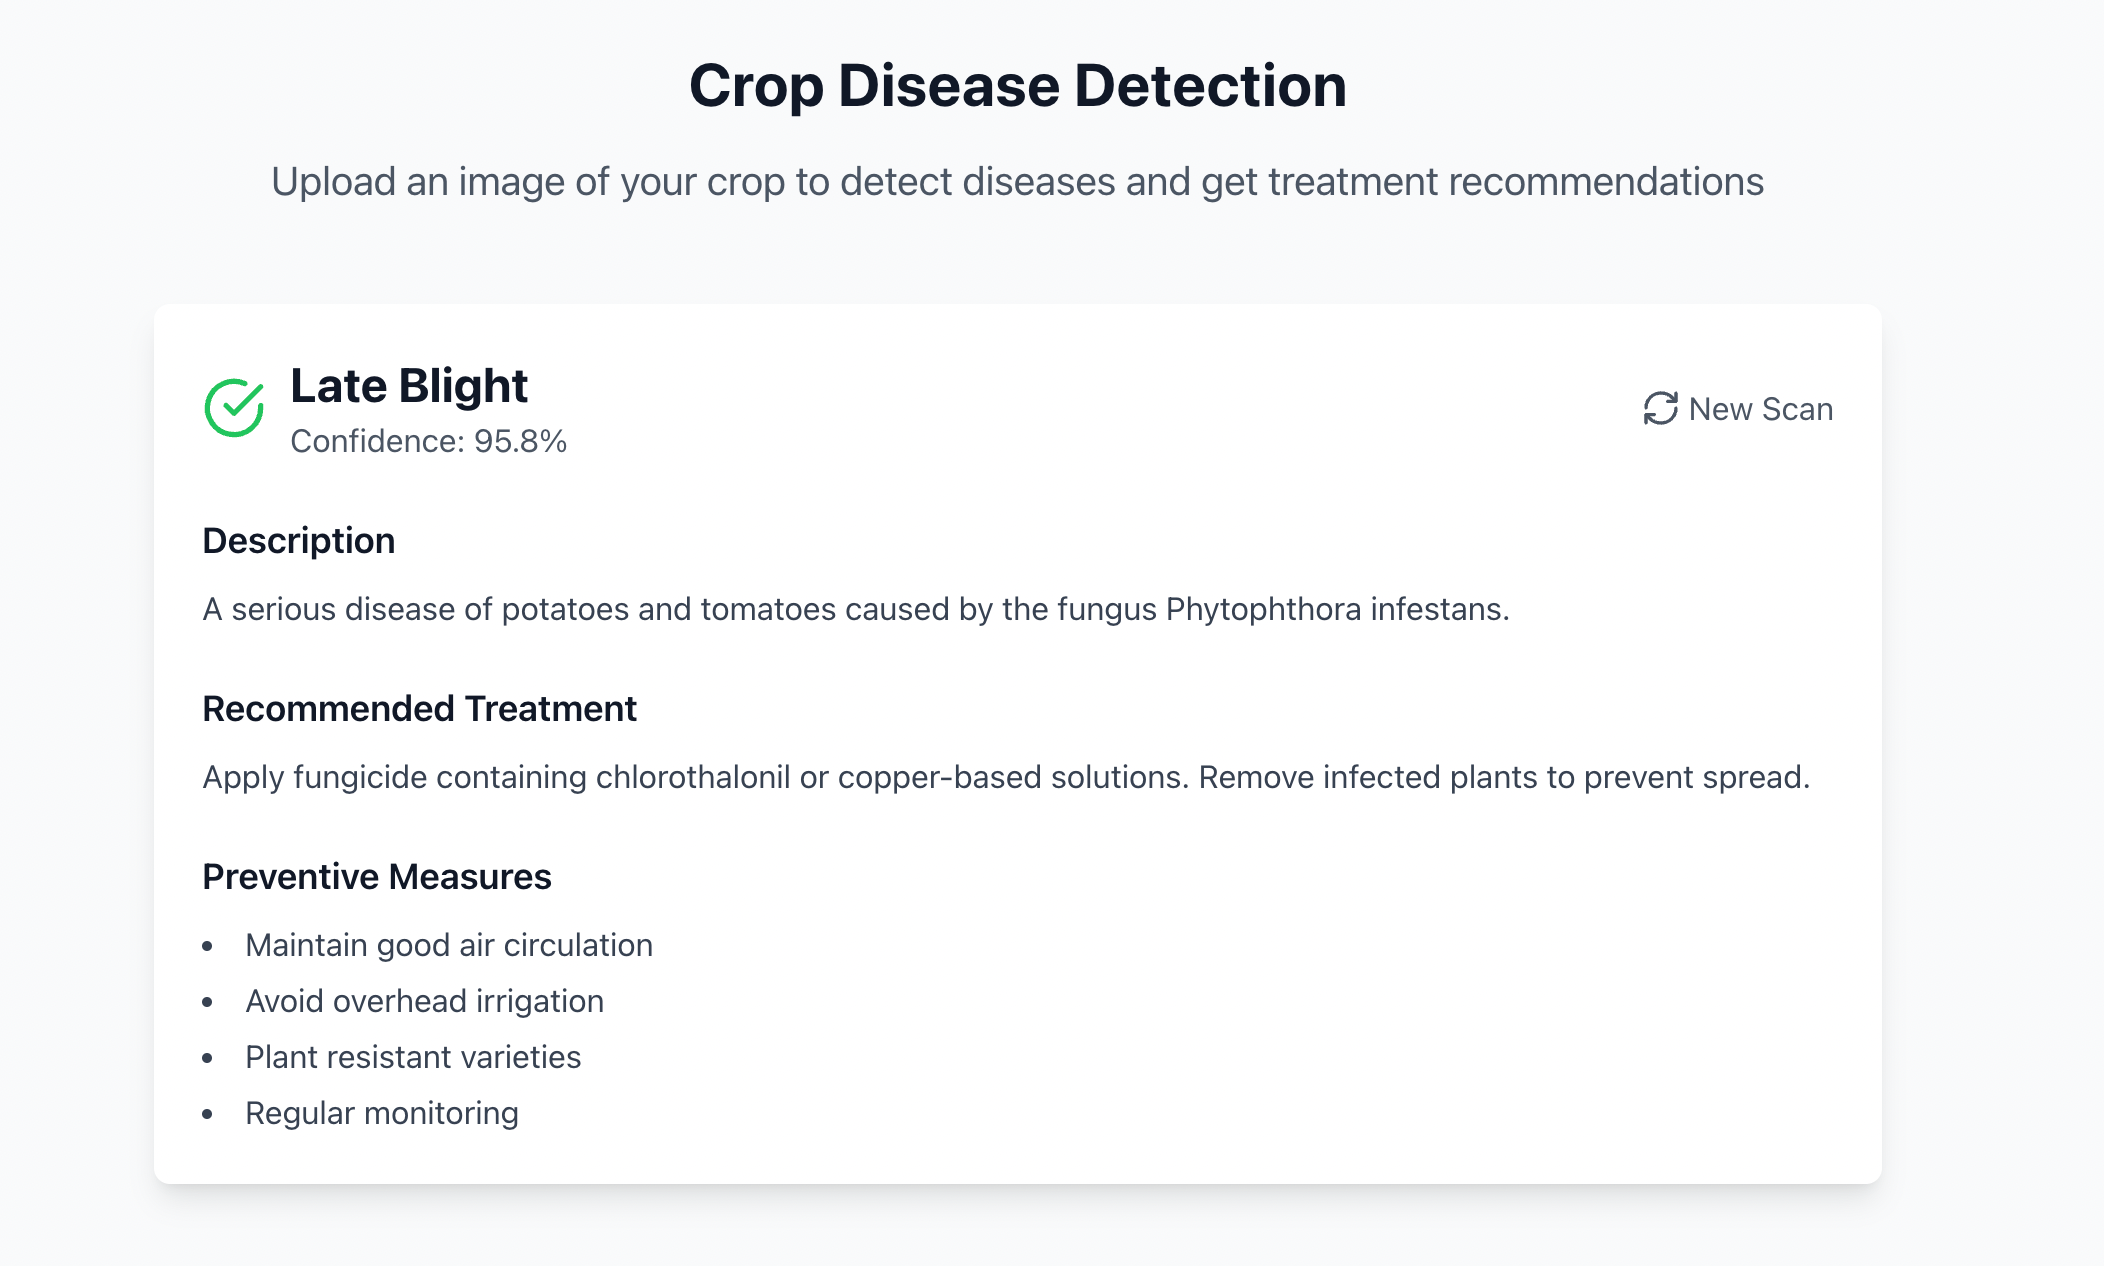 Crop Disease Detection
Upload an image of your crop to detect diseases and get treatment recommendations
Late Blight
Confidence: 95.8%
New Scan
Description
A serious disease of potatoes and tomatoes caused by the fungus Phytophthora infestans.
Recommended Treatment
Apply fungicide containing chlorothalonil or copper-based solutions. Remove infected plants to prevent spread.
Preventive Measures
• Maintain good air circulation
• Avoid overhead irrigation
• Plant resistant varieties
• Regular monitoring